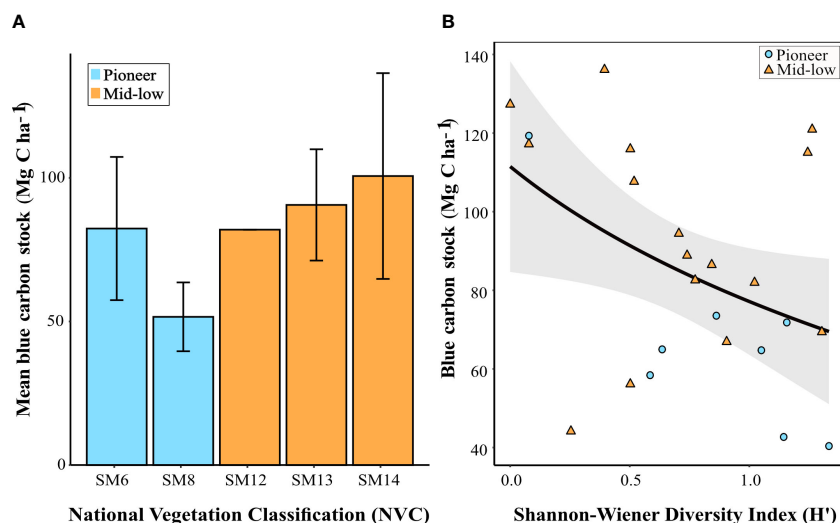 A
Mean blue carbon stock (Mg C ha⁻¹)
100
50
0
Pioneer
Mid-low
SM6 SM8 SM12 SM13 SM14
National Vegetation Classification (NVC)
B
Blue carbon stock (Mg C ha⁻¹)
140
120
100
80
60
40
Pioneer
Mid-low
0.0 0.5 1.0
Shannon-Wiener Diversity Index (H')